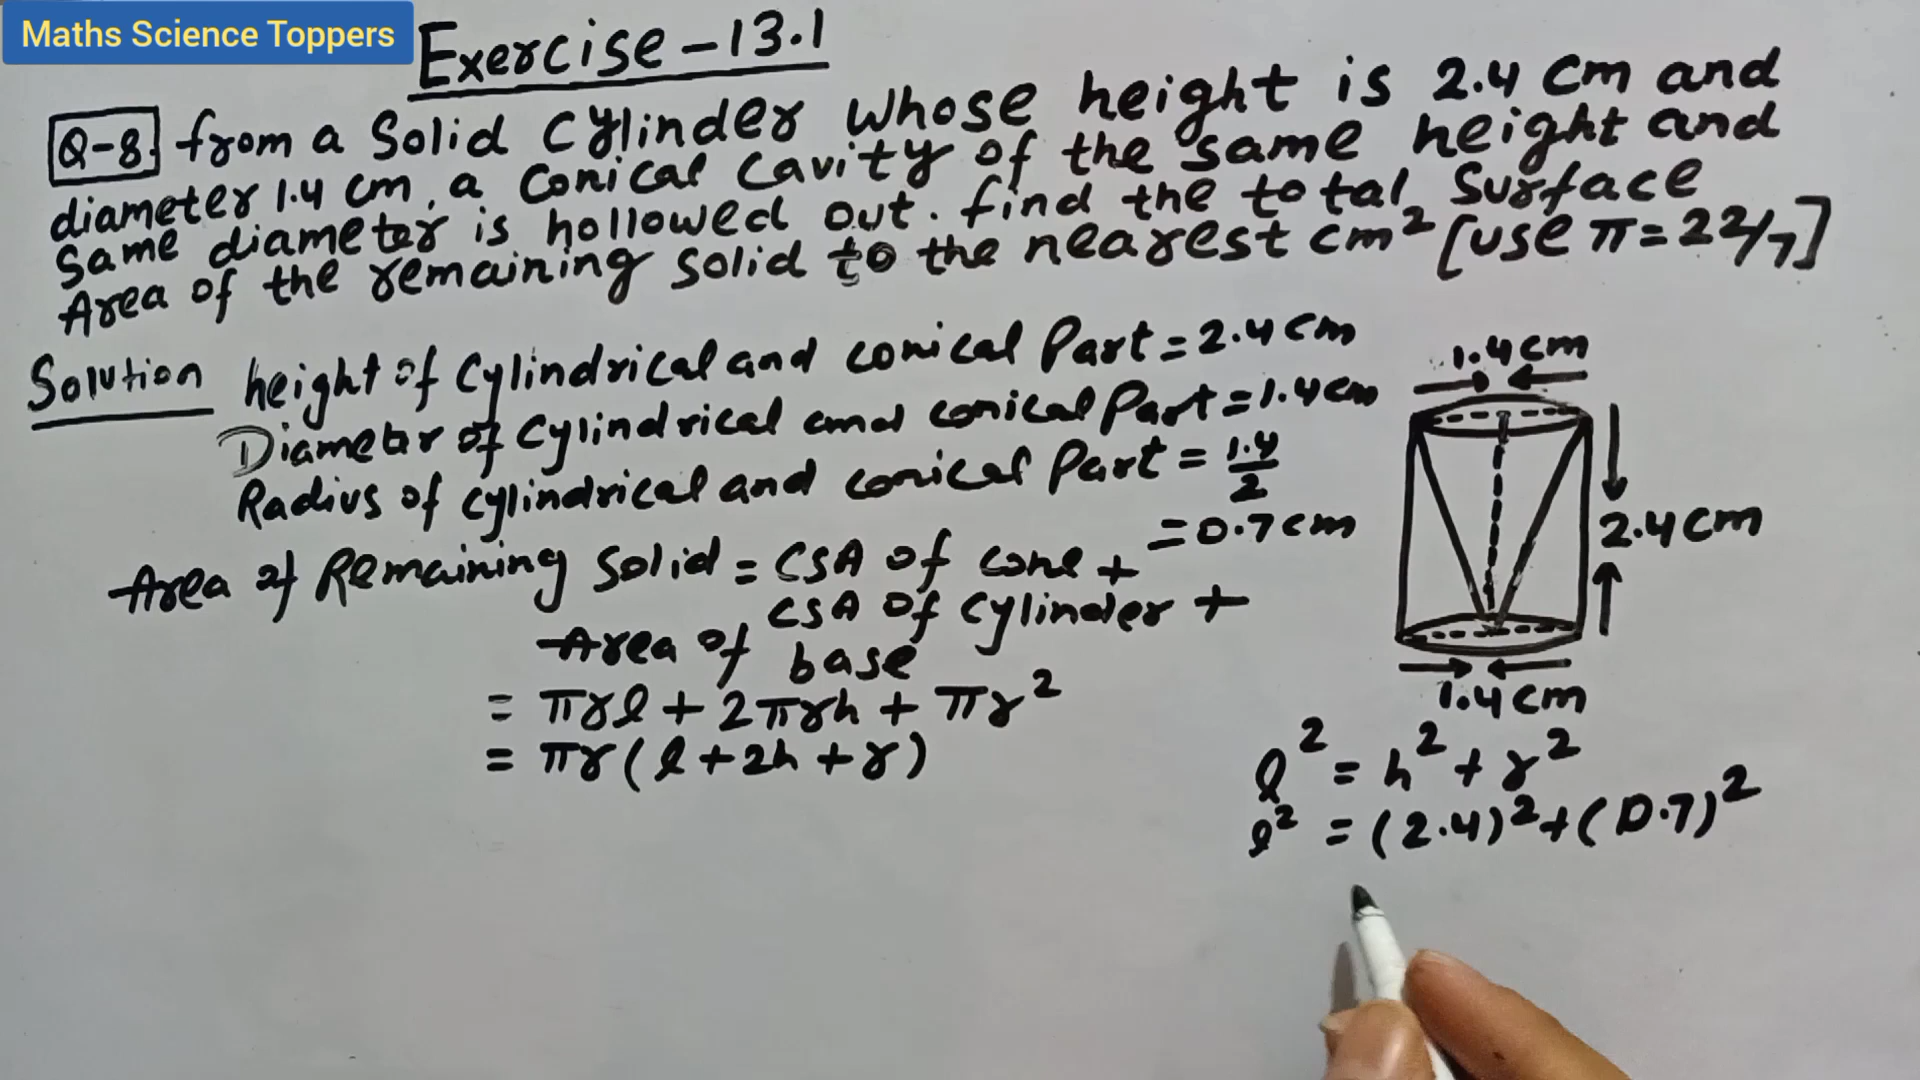 Maths Science Toppers
Exercise-13.1
Q-8. from a Solid Cylinder whose height is 2.4 cm and
diameter 1.4 cm, a conical cavity of the same height and
same diameter is hollowed out. find the total Surface
Area of the remaining solid to the nearest cm² [use π=22/7]
Solution height of Cylindrical and conical Part = 2.4 cm
Diameter of Cylindrical and conical Part = 1.4 cm
Radius of cylindrical and conical Part = 1.4/2
= 0.7 cm
Area of Remaining Solid = CSA of cone +
CSA of cylinder +
Area of base
= πrl + 2πrh + πr²
= πr(l+2h+r)
1.4 cm
2.4 cm
1.4 cm
l² = h² + r²
l² = (2.4)² + (0.7)²